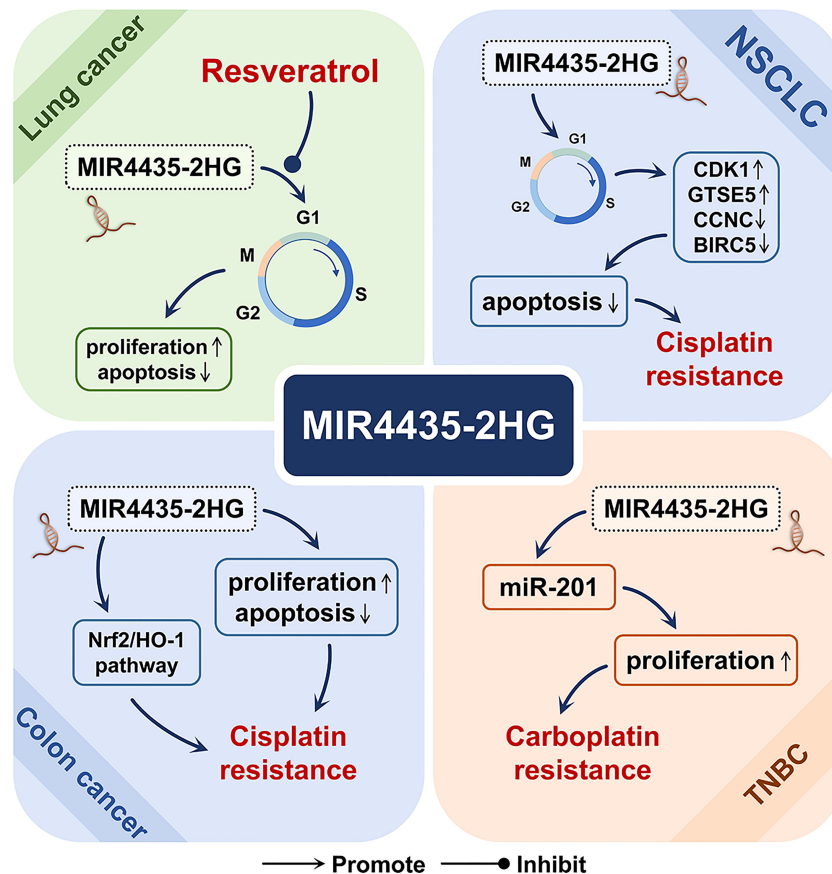 Lung cancer
Resveratrol
MIR4435-2HG
G1
M
S
G2
proliferation ↑
apoptosis ↓
NSCLC
MIR4435-2HG
G1
M
G2
S
CDK1 ↑
GTSE5 ↑
CCNC ↓
BIRC5 ↓
apoptosis ↓
Cisplatin
resistance
MIR4435-2HG
MIR4435-2HG
proliferation ↑
apoptosis ↓
Nrf2/HO-1
pathway
Cisplatin
resistance
Colon cancer
MIR4435-2HG
miR-201
proliferation ↑
Carboplatin
resistance
TNBC
Promote
Inhibit